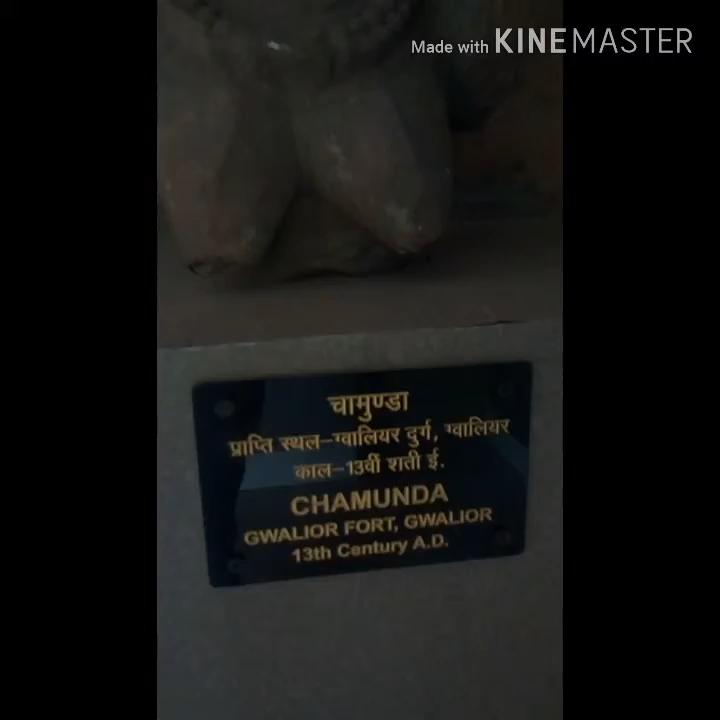 Made with KINEMASTER
चामुण्डा
प्राप्ति स्थल-ग्वालियर दुर्ग, ग्वालियर
काल-13वीं शती ई.
CHAMUNDA
GWALIOR FORT, GWALIOR
13th Century A.D.